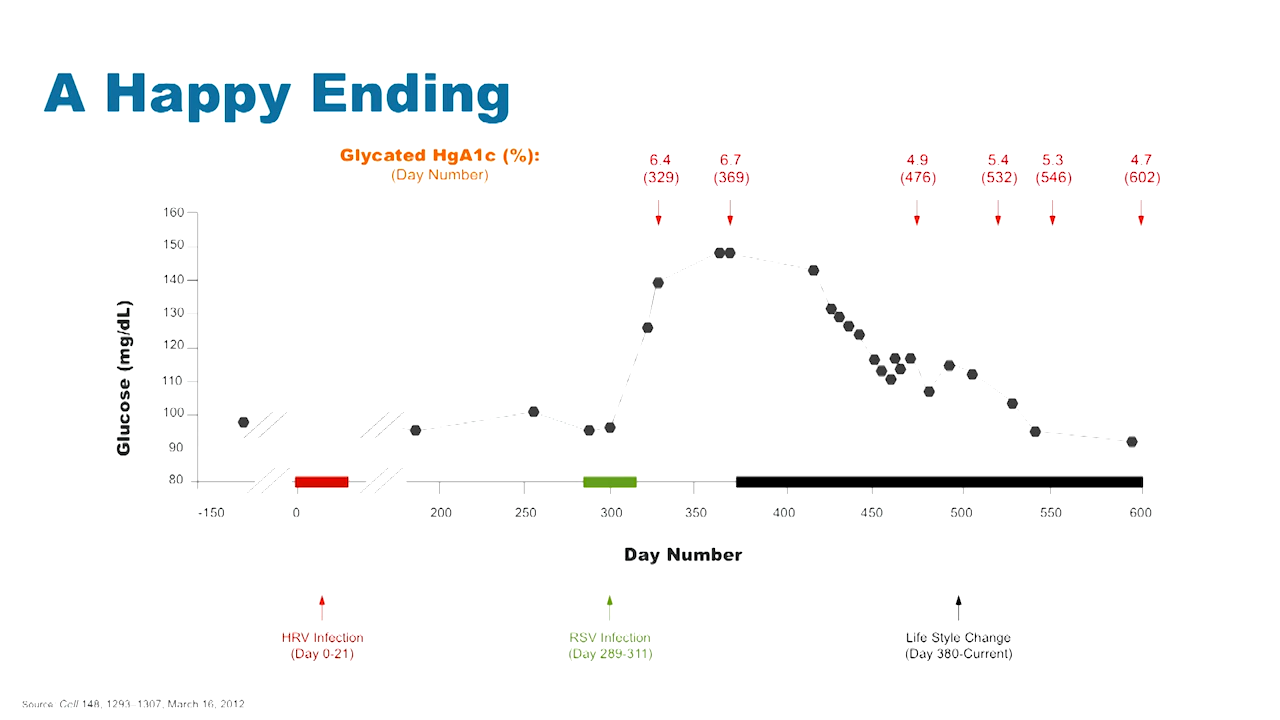 A Happy Ending
Glycated HgA1c (%):
(Day Number)
6.4
(329)
6.7
(369)
4.9
(476)
5.4
(532)
5.3
(546)
4.7
(602)
160
150
140
130
120
110
100
90
80
Glucose (mg/dL)
-150
0
200
250
300
350
400
450
500
550
600
Day Number
HRV Infection
(Day 0-21)
RSV Infection
(Day 289-311)
Life Style Change
(Day 380-Current)
Source. Cell 148, 1293–1307, March 16, 2012